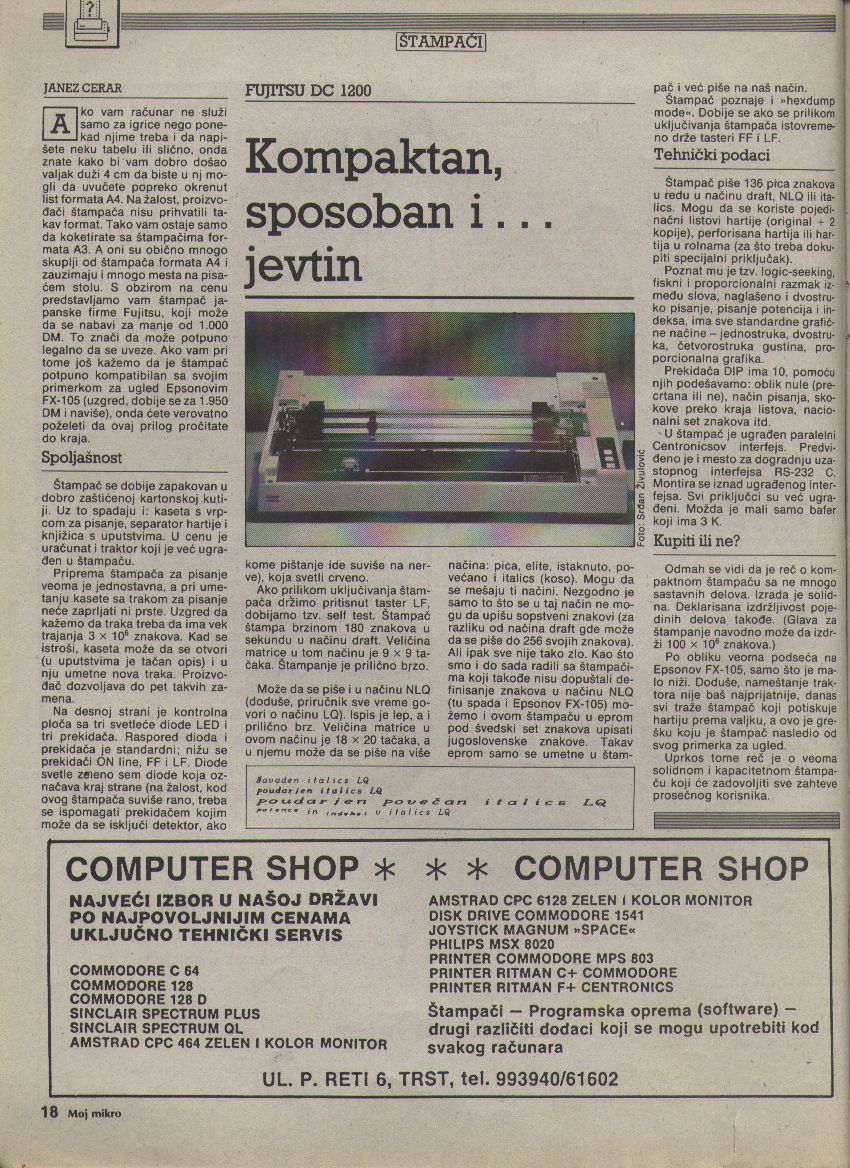 ŠTAMPAČI
JANEZ CERAR
Ako vam računar ne služi
samo za igrice nego pone-
kad njime treba i da napi-
šete neku tabelu ili slično, onda
znate kako bi vam dobro došao
valjak duži 4 cm da biste u nj mo-
gli da uvučete popreko okrenut
list formata A4. Na žalost, proizvo-
đači štampača nisu prihvatili ta-
kav format. Tako vam ostaje samo
da koketirate sa štampačima for-
mata A3. A oni su obično mnogo
skuplji od štampača formata A4 i
zauzimaju i mnogo mesta na pisa-
ćem stolu. S obzirom na cenu
predstavljamo vam štampač ja-
panske firme Fujitsu, koji može
da se nabavi za manje od 1.000
DM. To znači da može potpuno
legalno da se uveze. Ako vam pri
tome još kažemo da je štampač
potpuno kompatibilan sa svojim
primerkom za ugled Epsonovim
FX-105 (uzgred, dobije se za 1.950
DM i naviše), onda ćete verovatno
poželeti da ovaj prilog pročitate
do kraja.
Spoljašnost
Štampač se dobije zapakovan u
dobro zaštićenoj kartonskoj kuti-
ji. Uz to spadaju i: kaseta s vrp-
com za pisanje, separator hartije i
knjižica s uputstvima. U cenu je
uračunat i traktor koji je već ugra-
đen u štampaču.
Priprema štampača za pisanje
veoma je jednostavna, a pri ume-
tanju kasete sa trakom za pisanje
neće zaprljati ni prste. Uzgred da
kažemo da traka treba da ima vek
trajanja 3 × 10⁶ znakova. Kad se
istroši, kaseta može da se otvori
(u uputstvima je tačan opis) i u
nju umetne nova traka. Proizvo-
đač dozvoljava do pet takvih za-
mena.
Na desnoj strani je kontrolna
ploča sa tri svetleće diode LED i
tri prekidača. Raspored dioda i
prekidača je standardni; nižu se
prekidači ON line, FF i LF. Diode
svetle zeleno sem diode koja oz-
načava kraj strane (na žalost, kod
ovog štampača suviše rano, treba
se ispomagati prekidačem kojim
može da se isključi detektor, ako
FUJITSU DC 1200
Kompaktan,
sposoban i . . .
jevtin
Foto: Srđan Živulović
kome pištanje ide suviše na ner-
ve), koja svetli crveno.
Ako prilikom uključivanja štam-
pača držimo pritisnut taster LF,
dobijamo tzv. self test. Štampač
štampa brzinom 180 znakova u
sekundu u načinu draft. Veličina
matrice u tom načinu je 9 × 9 ta-
čaka. Štampanje je prilično brzo.
Može da se piše i u načinu NLQ
(doduše, priručnik sve vreme go-
vori o načinu LQ). Ispis je lep, a i
prilično brz. Veličina matrice u
ovom načinu je 18 × 20 tačaka, a
u njemu može da se piše na više
načina: pica, elite, istaknuto, po-
većano i italics (koso). Mogu da
se mešaju ti načini. Nezgodno je
samo to što se u taj način ne mo-
gu da upišu sopstveni znakovi (za
razliku od načina draft gde može
da se piše do 256 svojih znakova).
Ali ipak sve nije tako zlo. Kao što
smo i do sada radili sa štampači-
ma koji takođe nisu dopuštali de-
finisanje znakova u načinu NLQ
(tu spada i Epsonov FX-105) mo-
žemo i ovom štampaču u eprom
pod švedski set znakova upisati
jugoslovenske znakove. Takav
eprom samo se umetne u štam-
Navaden italics LQ
poudarjen italics LQ
poudarjen povečan italics LQ
potence in indeksi v italics LQ
pač i već piše na naš način.
Štampač poznaje i »hexdump
mode«. Dobije se ako se prilikom
uključivanja štampača istovreme-
no drže tasteri FF i LF.
Tehnički podaci
Štampač piše 136 pica znakova
u redu u načinu draft, NLQ ili ita-
lics. Mogu da se koriste pojedi-
načni listovi hartije (original + 2
kopije), perforisana hartija ili har-
tija u rolnama (za što treba doku-
piti specijalni priključak).
Poznat mu je tzv. logic-seeking,
fiskni i proporcionalni razmak iz-
među slova, naglašeno i dvostru-
ko pisanje, pisanje potencija i in-
deksa, ima sve standardne grafič-
ne načine – jednostruka, dvostru-
ka, četvorostruka gustina, pro-
porcionalna grafika.
Prekidača DIP ima 10, pomoću
njih podešavamo: oblik nule (pre-
crtana ili ne), način pisanja, sko-
kove preko kraja listova, nacio-
nalni set znakova itd.
U štampač je ugrađen paralelni
Centronicsov interfejs. Predvi-
đeno je i mesto za dogradnju uza-
stopnog interfejsa RS-232 C.
Montira se iznad ugrađenog inter-
fejsa. Svi priključci su već ugra-
đeni. Možda je mali samo bafer
koji ima 3 K.
Kupiti ili ne?
Odmah se vidi da je reč o kom-
paktnom štampaču sa ne mnogo
sastavnih delova. Izrada je solid-
na. Deklarisana izdržljivost poje-
dinih delova takođe. (Glava za
štampanje navodno može da izdr-
ži 100 × 10⁶ znakova.)
Po obliku veoma podseća na
Epsonov FX-105, samo što je ma-
lo niži. Doduše, nameštanje trak-
tora nije baš najprijatnije, danas
svi traže štampač koji potiskuje
hartiju prema valjku, a ovo je gre-
šku koju je štampač nasledio od
svog primerka za ugled.
Uprkos tome reč je o veoma
solidnom i kapacitetnom štampa-
ču koji će zadovoljiti sve zahteve
prosečnog korisnika.
COMPUTER SHOP * * * COMPUTER SHOP
NAJVEĆI IZBOR U NAŠOJ DRŽAVI
PO NAJPOVOLJNIJIM CENAMA
UKLJUČNO TEHNIČKI SERVIS
COMMODORE C 64
COMMODORE 128
COMMODORE 128 D
SINCLAIR SPECTRUM PLUS
SINCLAIR SPECTRUM QL
AMSTRAD CPC 464 ZELEN I KOLOR MONITOR
AMSTRAD CPC 6128 ZELEN I KOLOR MONITOR
DISK DRIVE COMMODORE 1541
JOYSTICK MAGNUM »SPACE«
PHILIPS MSX 8020
PRINTER COMMODORE MPS 803
PRINTER RITMAN C+ COMMODORE
PRINTER RITMAN F+ CENTRONICS
Štampači — Programska oprema (software) —
drugi različiti dodaci koji se mogu upotrebiti kod
svakog računara
UL. P. RETI 6, TRST, tel. 993940/61602
18 Moj mikro